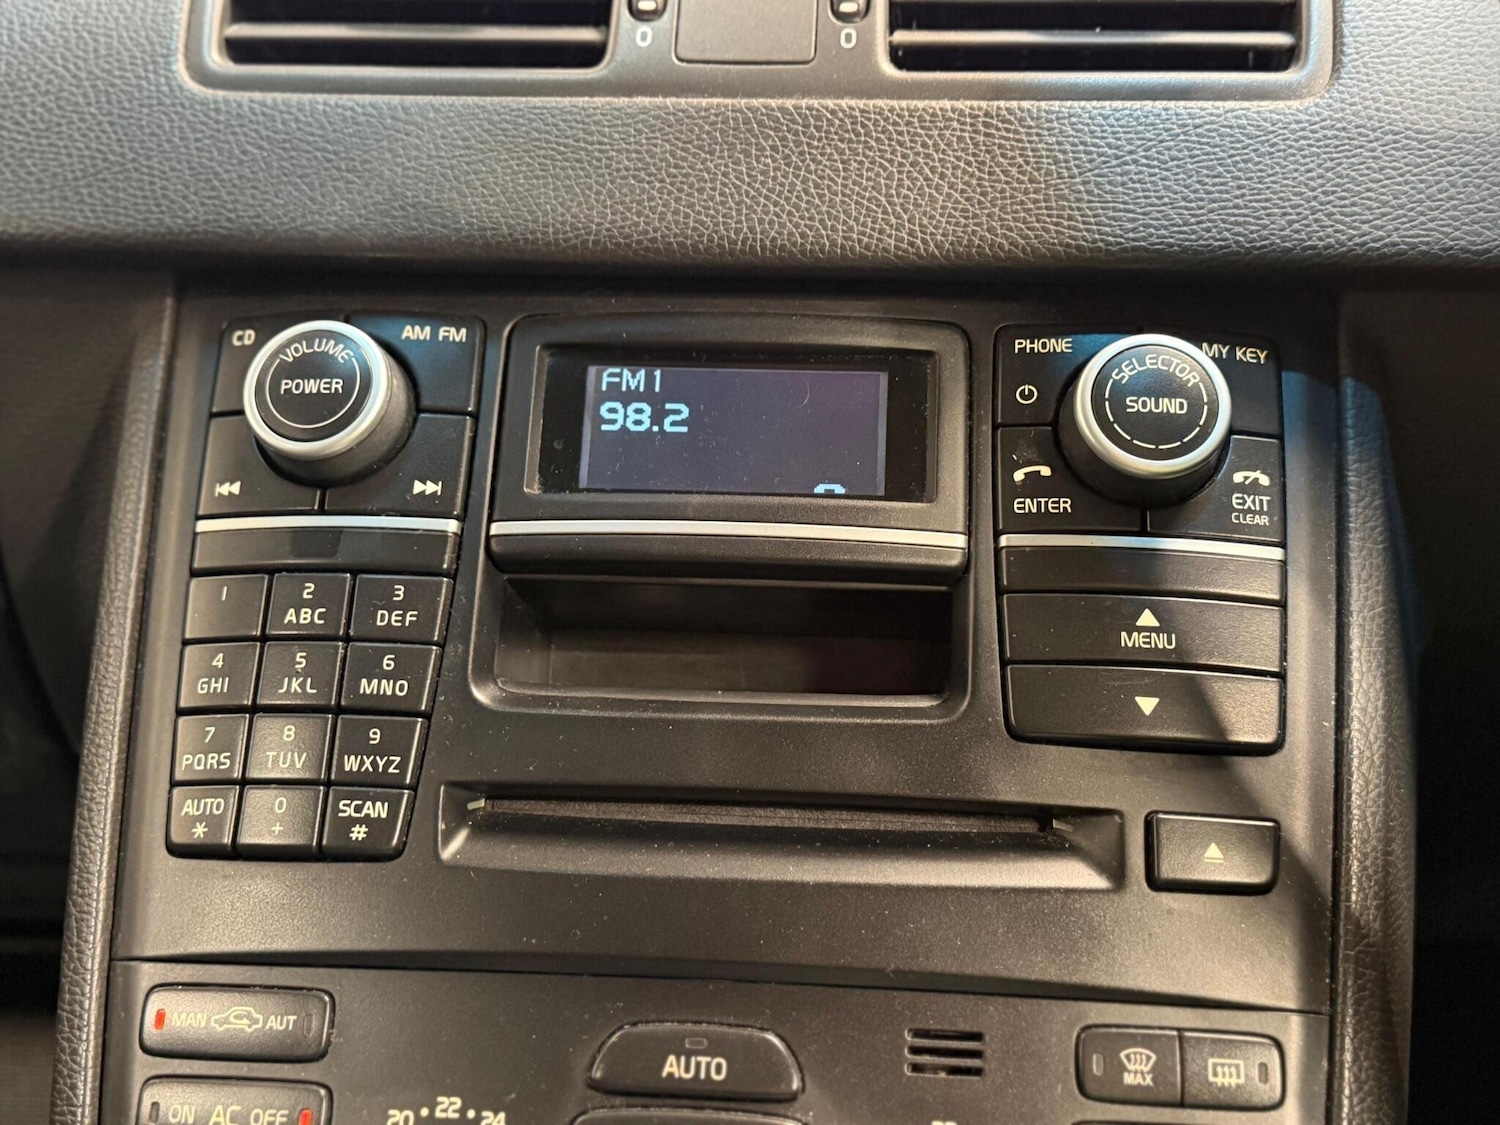 0 0
CD VOLUME POWER AM FM
FM1
98.2
PHONE SELECTOR SOUND MY KEY
ENTER
EXIT
CLEAR
1
2
ABC
3
DEF
4
GHI
5
JKL
6
MNO
7
PQRS
8
TUV
9
WXYZ
AUTO
*
0
+
SCAN
#
MENU
MAN AUT
AUTO
MAX
ON AC OFF
20 • 22 • 24